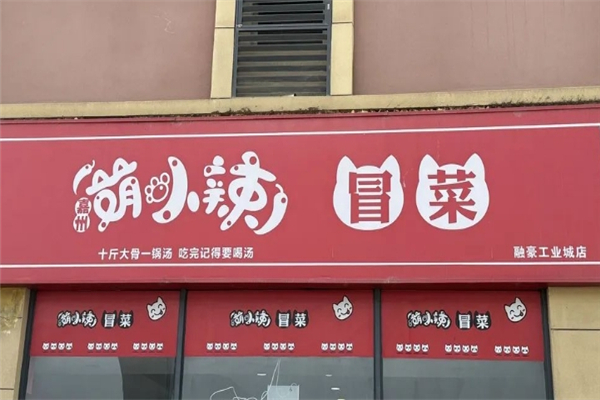 嘉州 萌小辣 冒菜
十斤大骨一锅汤 吃完记得要喝汤
融豪工业城店
萌小辣 冒菜
萌小辣 冒菜
萌小辣 冒菜